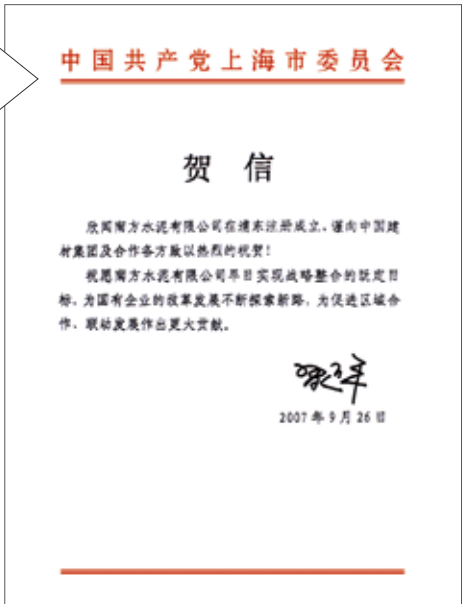 中国共产党上海市委员会
贺 信
欣闻南方水泥有限公司在浦东注册成立，谨向中国建
材集团及合作各方致以热烈的祝贺！
祝愿南方水泥有限公司早日实现战略整合的既定目
标，为国有企业的改革发展不断探索新路，为促进区域合
作、联动发展作出更大贡献。
2007年9月26日